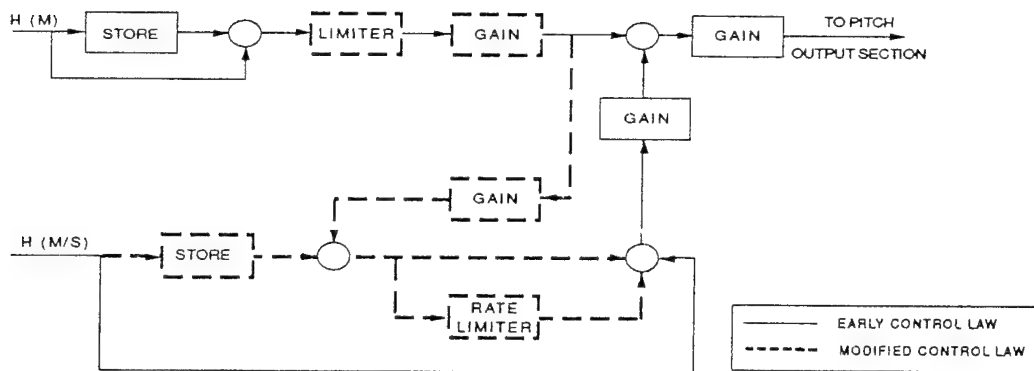 H (M)
STORE
LIMITER
GAIN
GAIN
TO PITCH
OUTPUT SECTION
GAIN
GAIN
H (M/S)
STORE
RATE
LIMITER
EARLY CONTROL LAW
MODIFIED CONTROL LAW